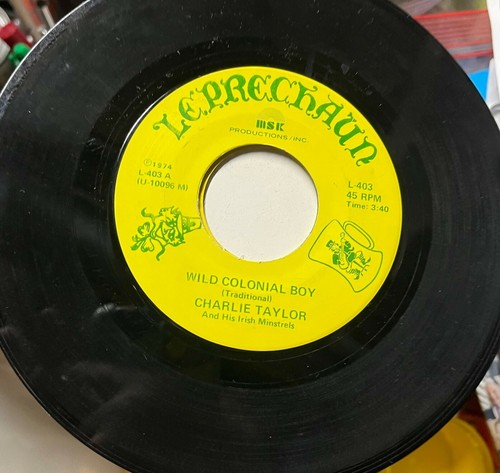 LEPRECHAUN
MSK
PRODUCTIONS/INC
℗1974
L-403 A
(U-10096 M)
L-403
45 RPM
Time: 3:40
WILD COLONIAL BOY
(Traditional)
CHARLIE TAYLOR
And His Irish Minstrels